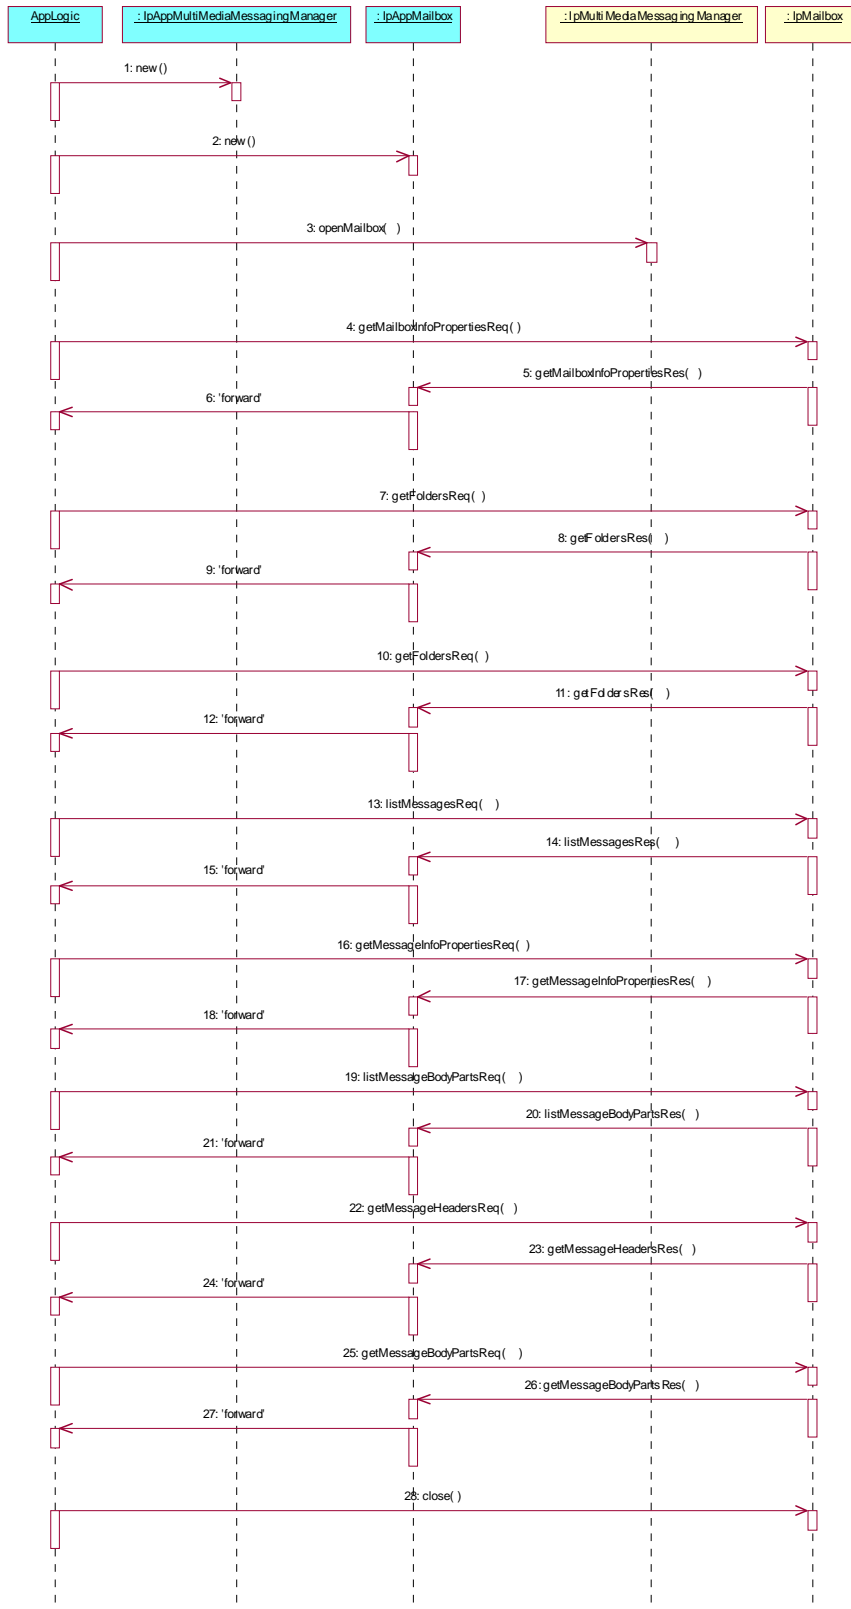 AppLogic
: IpAppMultiMediaMessagingManager
: IpAppMailbox
: IpMultiMediaMessagingManager
: IpMailbox
1: new()
2: new()
3: openMailbox( )
4: getMailboxInfoPropertiesReq( )
5: getMailboxInfoPropertiesRes( )
6: 'forward'
7: getFoldersReq( )
8: getFoldersRes( )
9: 'forward'
10: getFoldersReq( )
11: getFoldersRes( )
12: 'forward'
13: listMessagesReq( )
14: listMessagesRes( )
15: 'forward'
16: getMessageInfoPropertiesReq( )
17: getMessageInfoPropertiesRes( )
18: 'forward'
19: listMessageBodyPartsReq( )
20: listMessageBodyPartsRes( )
21: 'forward'
22: getMessageHeadersReq( )
23: getMessageHeadersRes( )
24: 'forward'
25: getMessageBodyPartsReq( )
26: getMessageBodyPartsRes( )
27: 'forward'
28: close( )